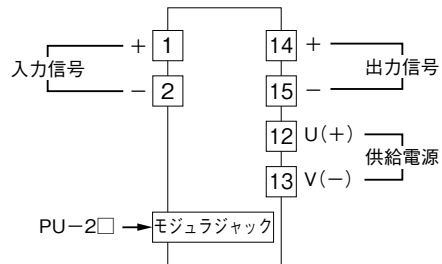 入力信号
+ 1
− 2
14 +
15 −
出力信号
12 U(+)
13 V(−)
供給電源
PU−2□
モジュラジャック